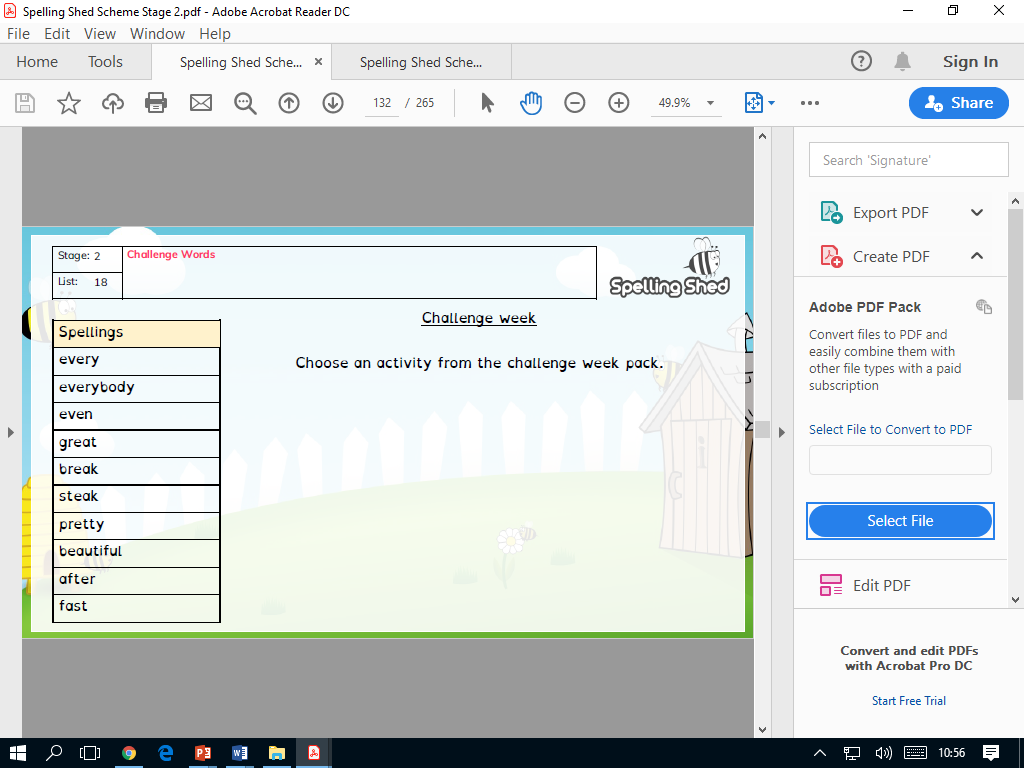 Spelling Shed Scheme Stage 2.pdf - Adobe Acrobat Reader DC
File Edit View Window Help
Home Tools Spelling Shed Sche... × Spelling Shed Sche... ? Sign In
132 / 265 49.9% Share
Search 'Signature'
Export PDF
Create PDF
Adobe PDF Pack
Convert files to PDF and
easily combine them with
other file types with a paid
subscription
Select File to Convert to PDF
Select File
Edit PDF
Convert and edit PDFs
with Acrobat Pro DC
Start Free Trial
Stage: 2 Challenge Words
List: 18
Spelling Shed
Challenge week
Choose an activity from the challenge week pack.
Spellings
every
everybody
even
great
break
steak
pretty
beautiful
after
fast
10:56